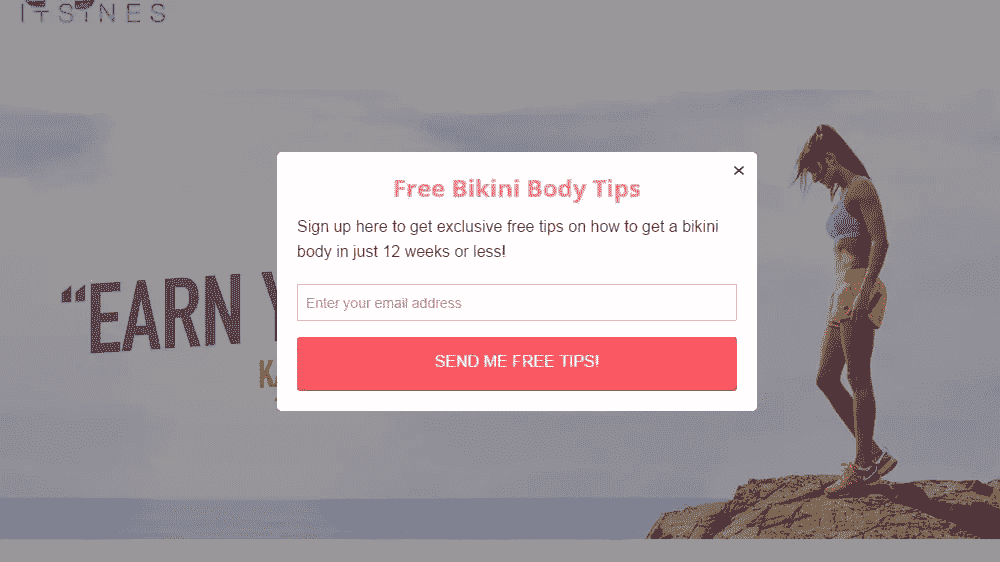 ITSINES
Free Bikini Body Tips
Sign up here to get exclusive free tips on how to get a bikini
body in just 12 weeks or less!
Enter your email address
SEND ME FREE TIPS!
“EARN